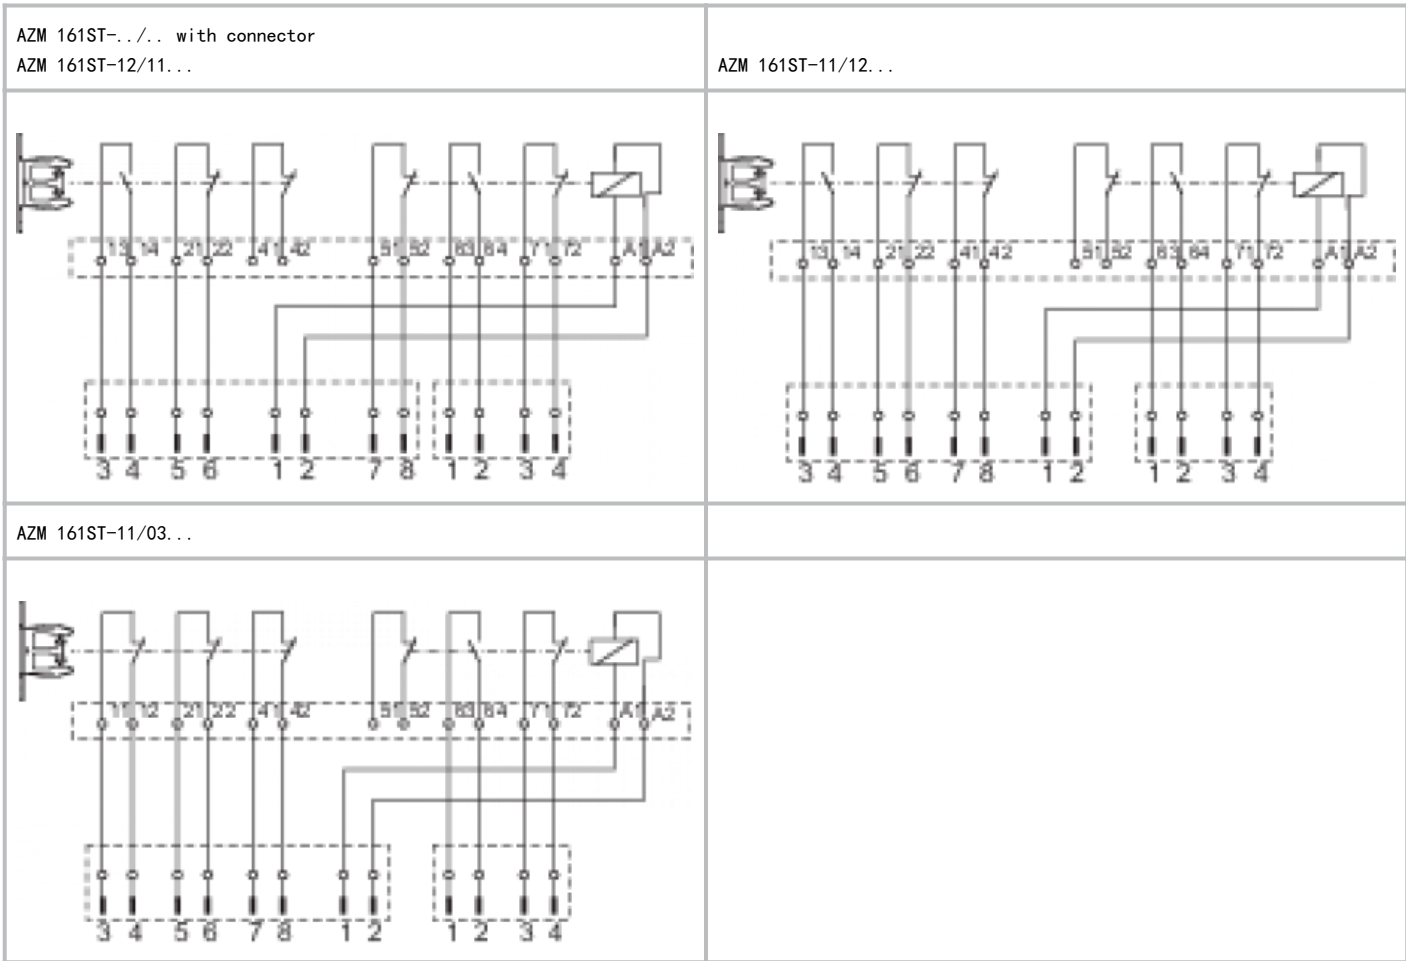 AZM 161ST-../.. with connector
AZM 161ST-12/11...
AZM 161ST-11/12...
13 14 21 22 41 42 51 52 63 64 71 72 A1 A2
3 4 5 6 1 2 7 8 1 2 3 4
13 14 21 22 41 42 51 52 63 64 71 72 A1 A2
3 4 5 6 7 8 1 2 1 2 3 4
AZM 161ST-11/03...
11 12 21 22 41 42 51 52 63 64 71 72 A1 A2
3 4 5 6 7 8 1 2 1 2 3 4